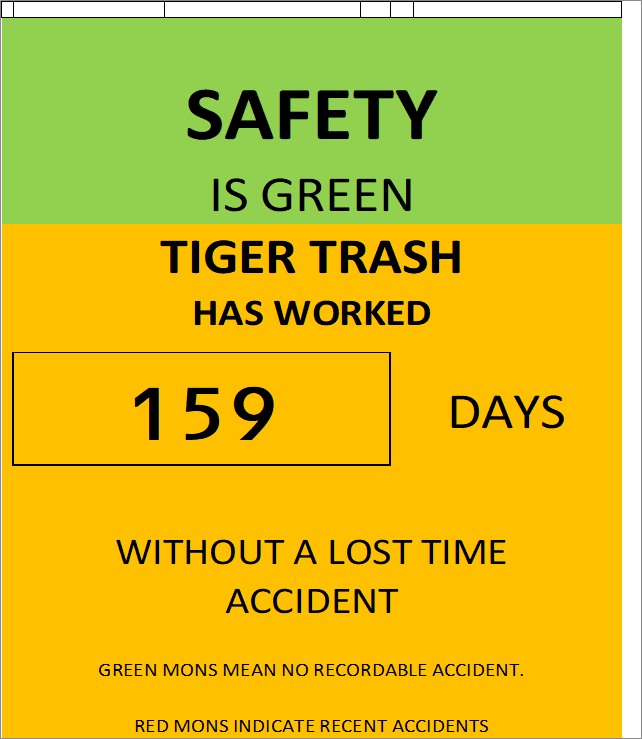 SAFETY
IS GREEN
TIGER TRASH
HAS WORKED
159 DAYS
WITHOUT A LOST TIME
ACCIDENT
GREEN MONS MEAN NO RECORDABLE ACCIDENT.
RED MONS INDICATE RECENT ACCIDENTS